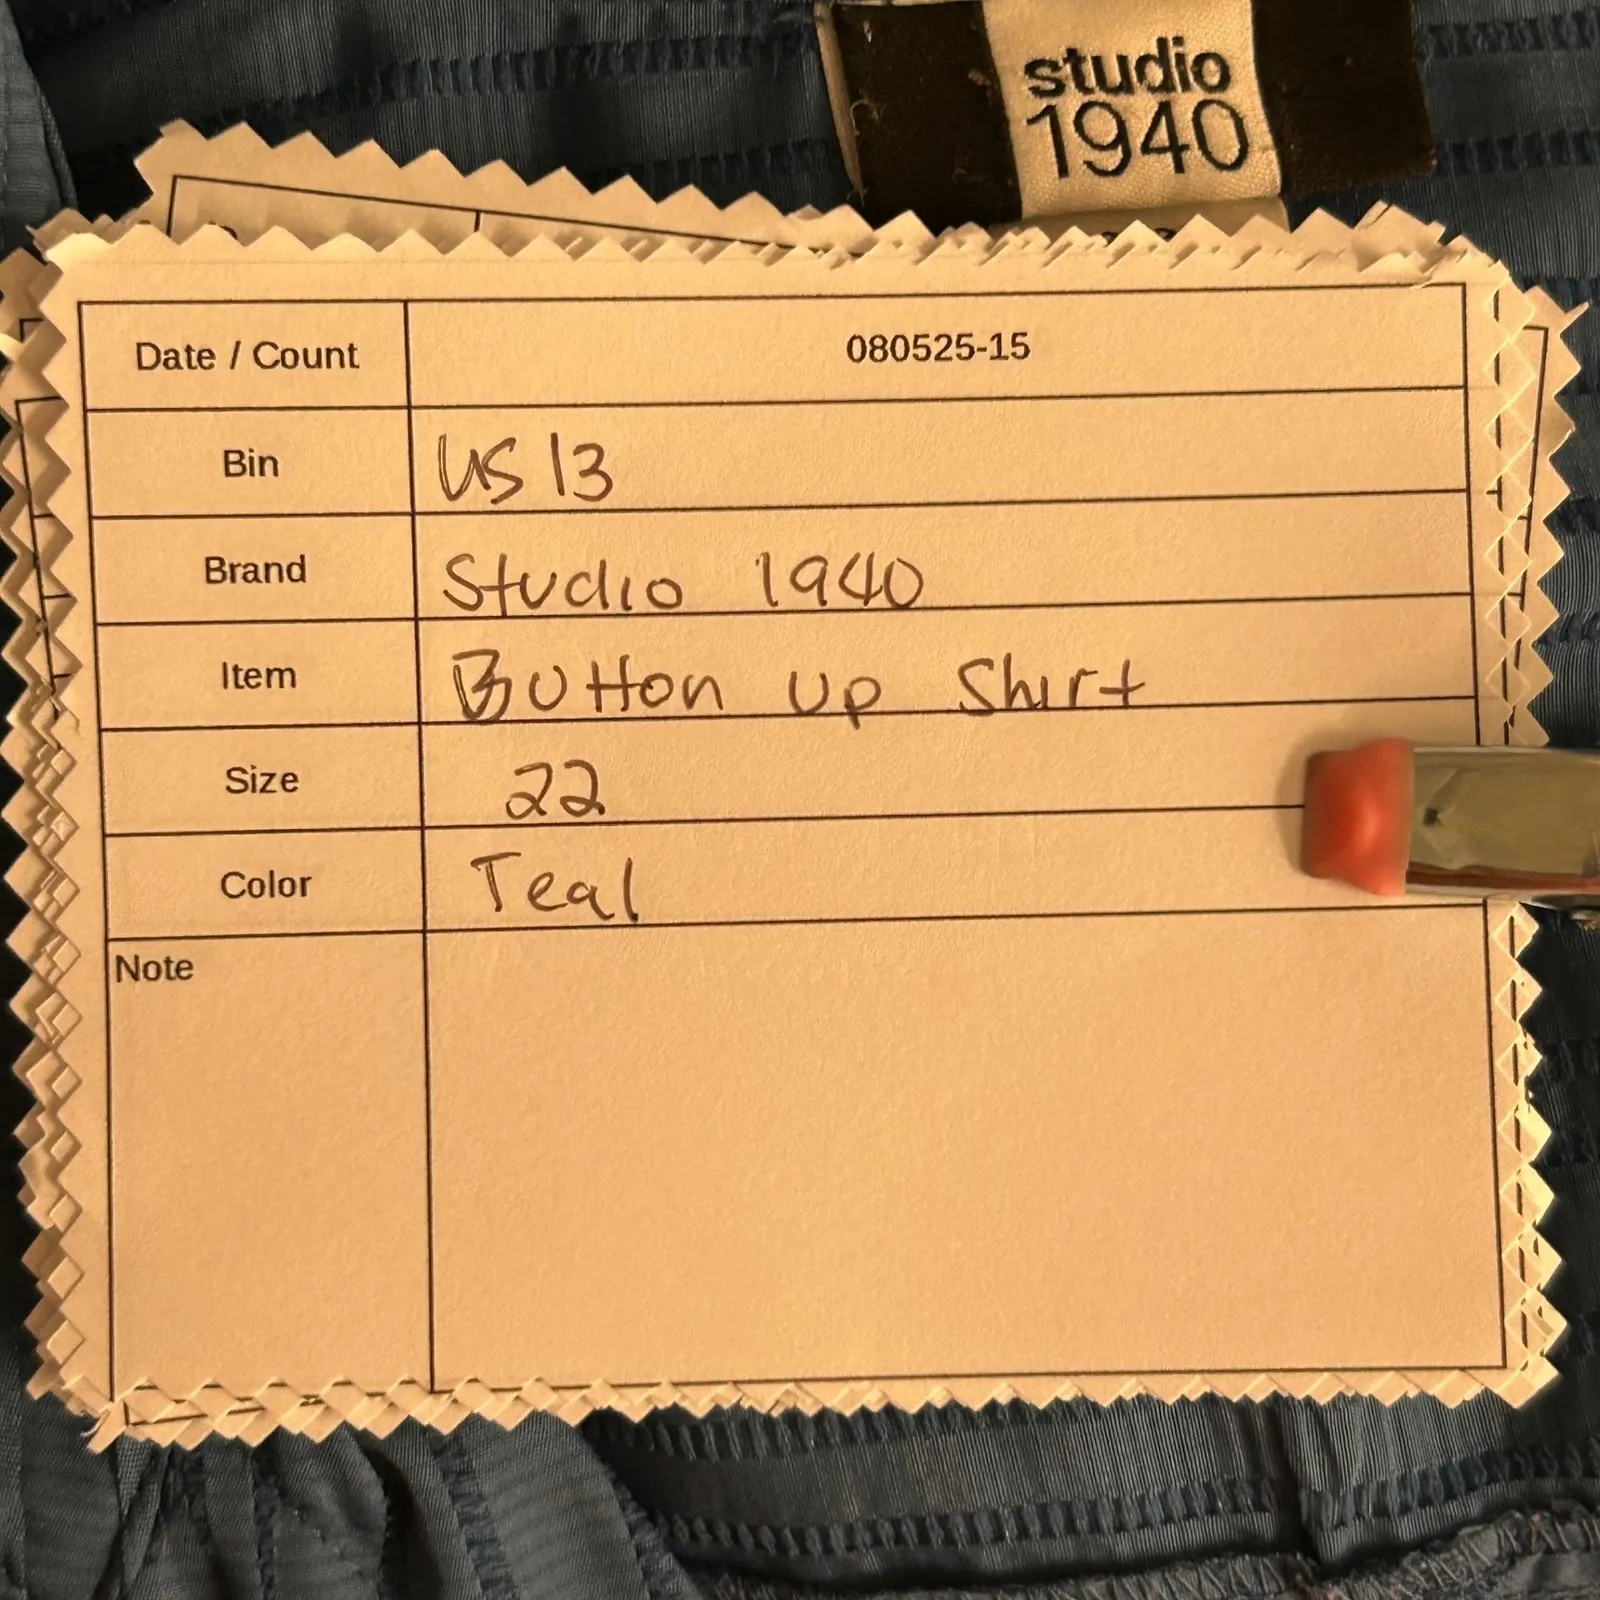 studio
1940
Date / Count 080525-15
Bin US 13
Brand Studio 1940
Item Button up Shirt
Size 22
Color Teal
Note